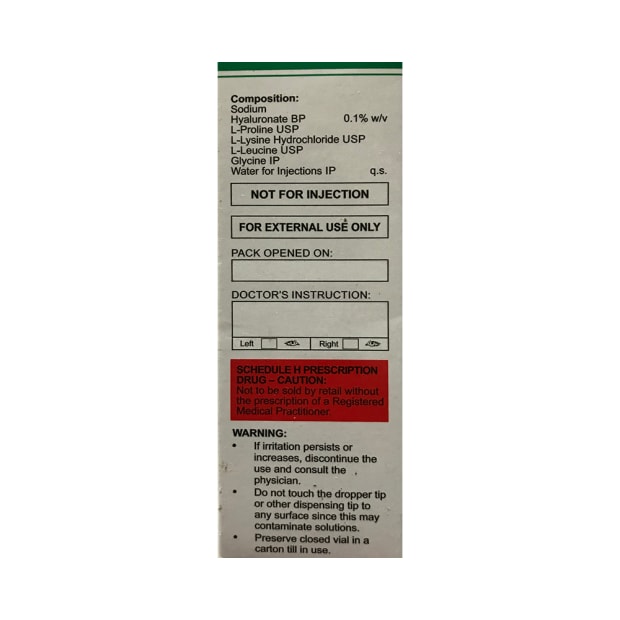 Composition:
Sodium
Hyaluronate BP 0.1% w/v
L-Proline USP
L-Lysine Hydrochloride USP
L-Leucine USP
Glycine IP
Water for Injections IP q.s.
NOT FOR INJECTION
FOR EXTERNAL USE ONLY
PACK OPENED ON:
DOCTOR'S INSTRUCTION:
Left Right
SCHEDULE H PRESCRIPTION
DRUG – CAUTION:
Not to be sold by retail without
the prescription of a Registered
Medical Practitioner
WARNING:
• If irritation persists or
increases, discontinue the
use and consult the
physician.
• Do not touch the dropper tip
or other dispensing tip to
any surface since this may
contaminate solutions.
• Preserve closed vial in a
carton till in use.